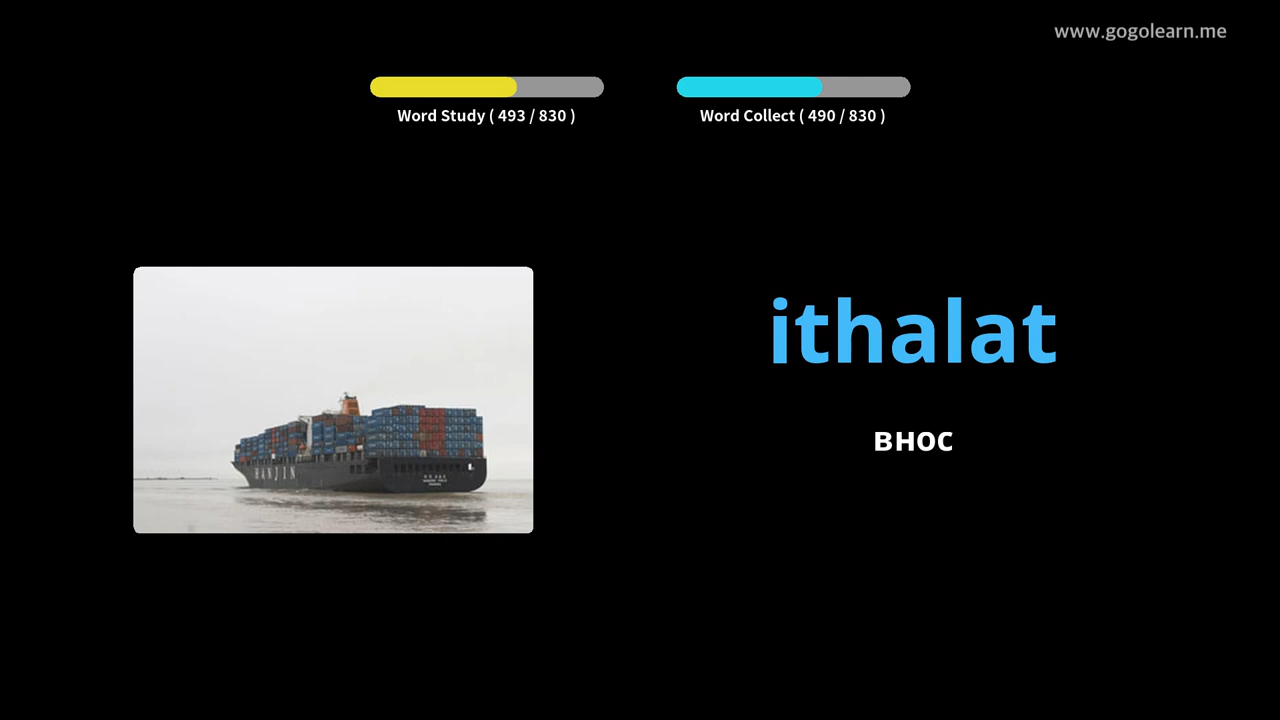 www.gogolearn.me
Word Study ( 493 / 830 )
Word Collect ( 490 / 830 )
ithalat
внос
HANJIN